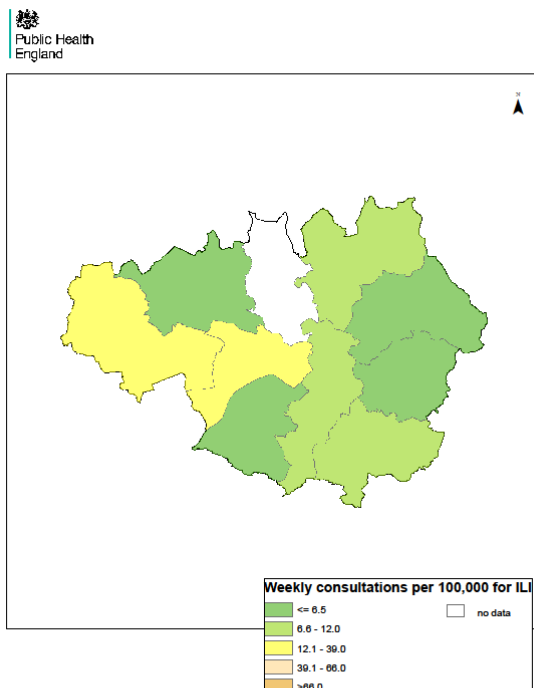 Public Health
England
Weekly consultations per 100,000 for ILI
<= 6.5
no data
6.6 - 12.0
12.1 - 39.0
39.1 - 66.0
>66.0